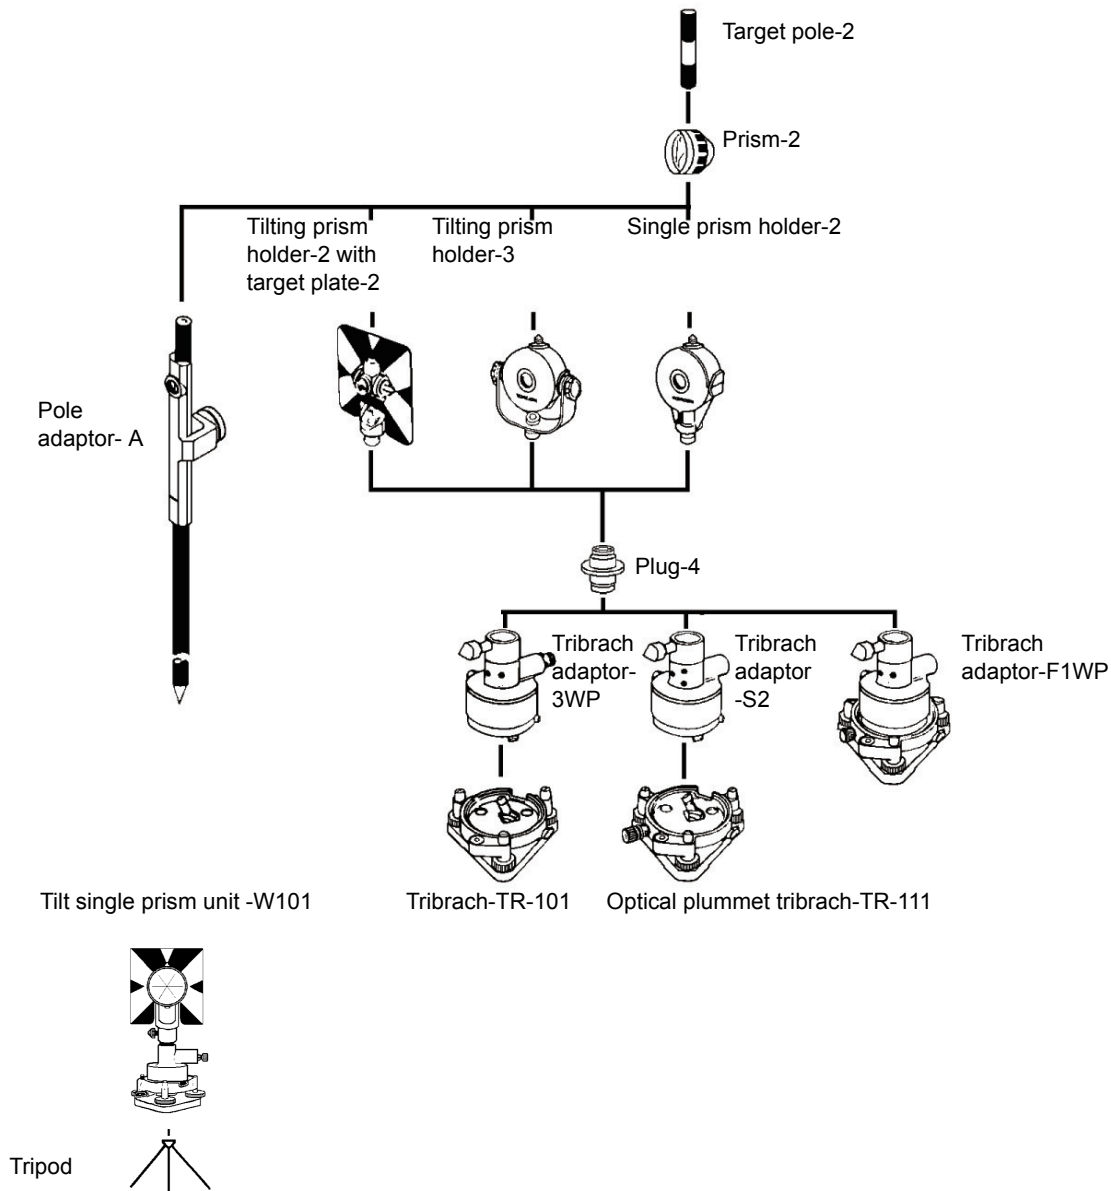 Target pole-2
Prism-2
Tilting prism
holder-2 with
target plate-2
Tilting prism
holder-3
Single prism holder-2
Pole
adaptor- A
Plug-4
Tribrach
adaptor-
3WP
Tribrach
adaptor
-S2
Tribrach
adaptor-F1WP
Tilt single prism unit -W101
Tribrach-TR-101
Optical plummet tribrach-TR-111
Tripod